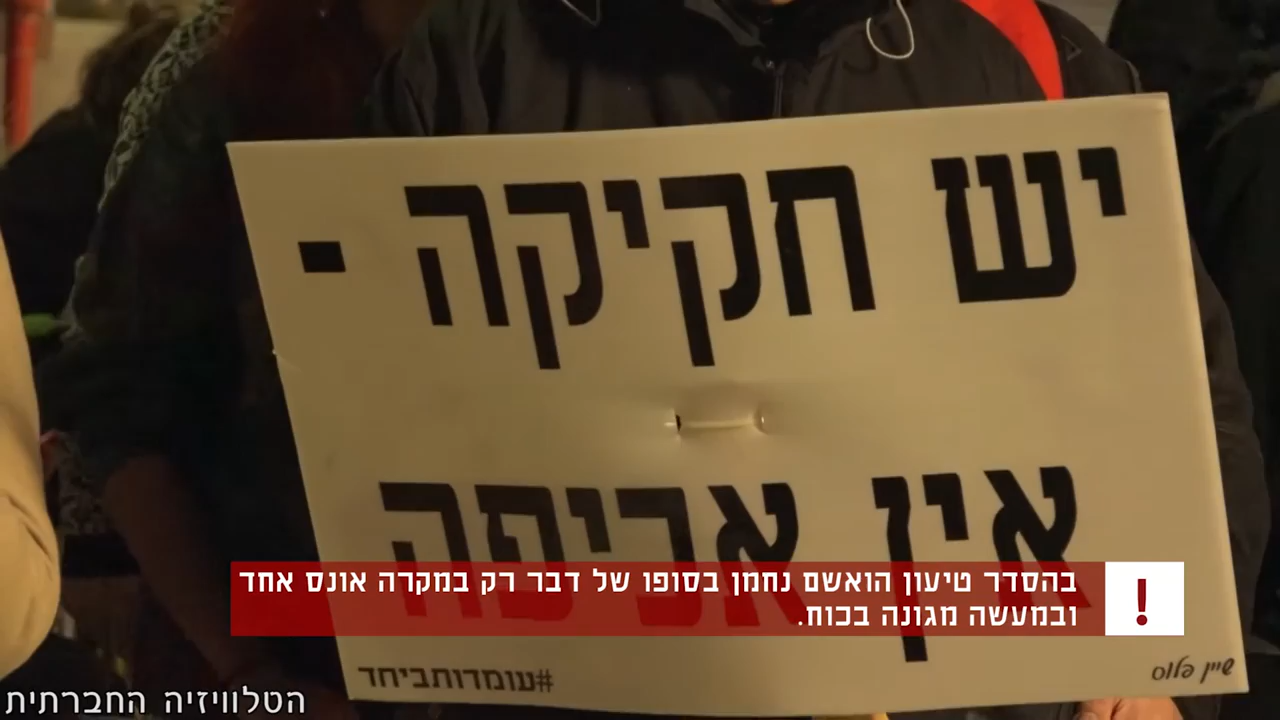 יש חקיקה -
אין אכיפה
בהסדר טיעון הואשם נחמן בסופו של דבר רק במקרה אונס אחד
ובמעשה מגונה בכוח.
!
#עומדותביחד
שיין פלוס
הטלוויזיה החברתית